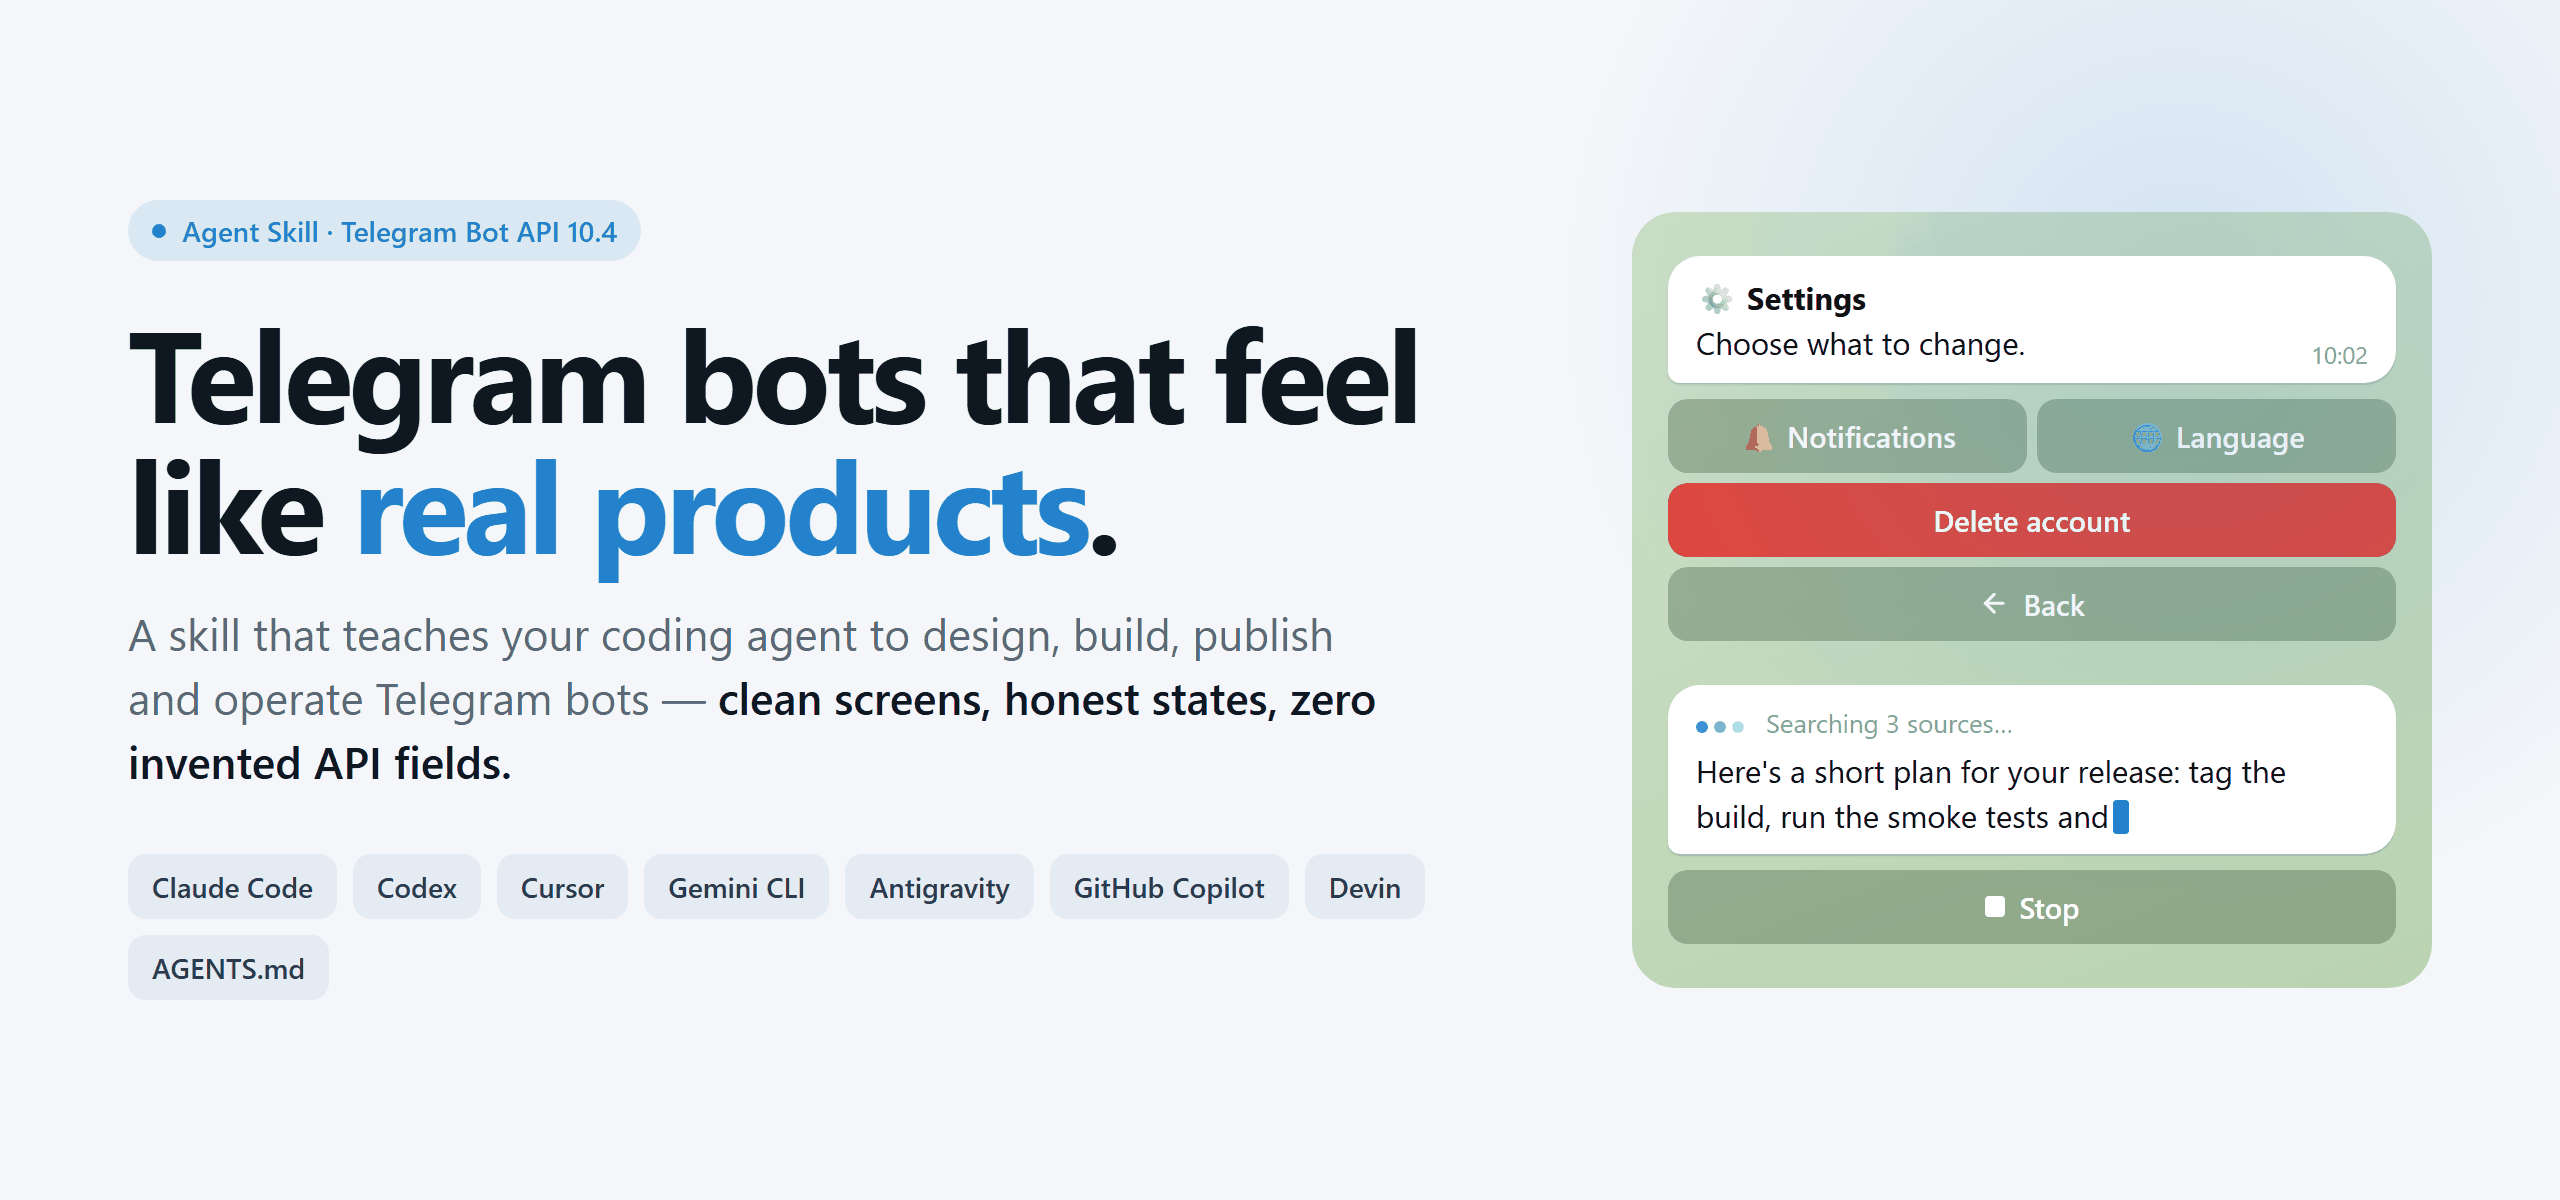 Agent Skill · Telegram Bot API 10.4
Telegram bots that feel
like real products.
A skill that teaches your coding agent to design, build, publish
and operate Telegram bots — clean screens, honest states, zero
invented API fields.
Claude Code
Codex
Cursor
Gemini CLI
Antigravity
GitHub Copilot
Devin
AGENTS.md
⚙️ Settings
Choose what to change.
10:02
🔔 Notifications
🌐 Language
Delete account
← Back
Searching 3 sources...
Here's a short plan for your release: tag the
build, run the smoke tests and
Stop